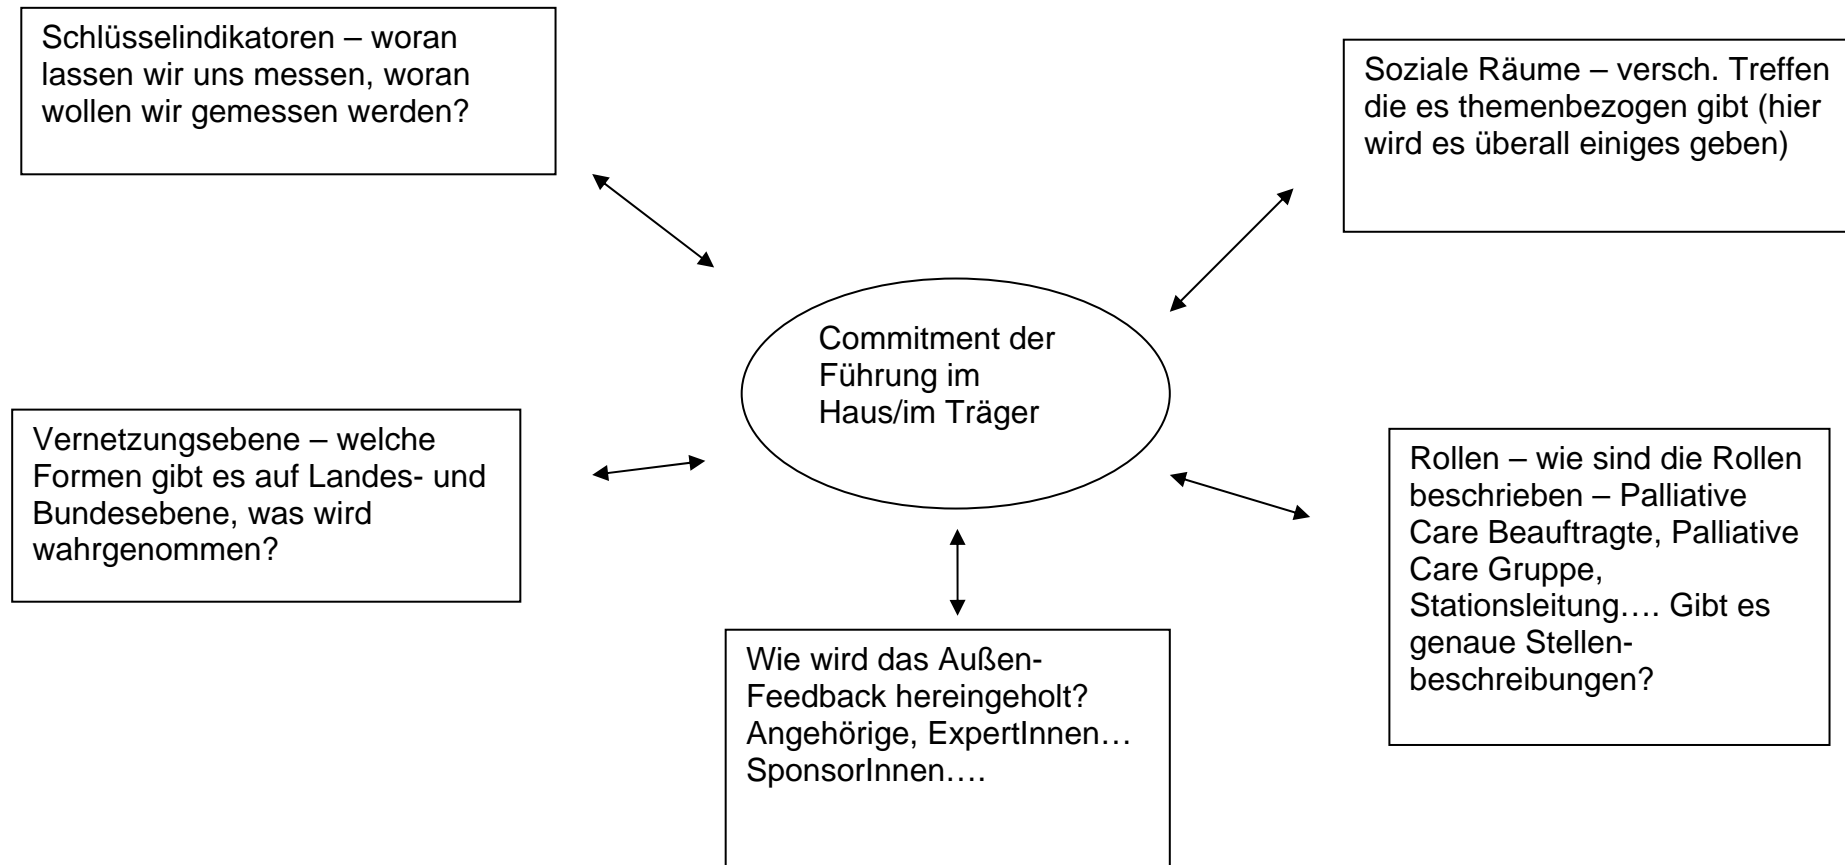 Schlüsselindikatoren – woran
lassen wir uns messen, woran
wollen wir gemessen werden?
Soziale Räume – versch. Treffen
die es themenbezogen gibt (hier
wird es überall einiges geben)
Commitment der
Führung im
Haus/im Träger
Vernetzungsebene – welche
Formen gibt es auf Landes- und
Bundesebene, was wird
wahrgenommen?
Rollen – wie sind die Rollen
beschrieben – Palliative
Care Beauftragte, Palliative
Care Gruppe,
Stationsleitung…. Gibt es
genaue Stellen-
beschreibungen?
Wie wird das Außen-
Feedback hereingeholt?
Angehörige, ExpertInnen…
SponsorInnen….